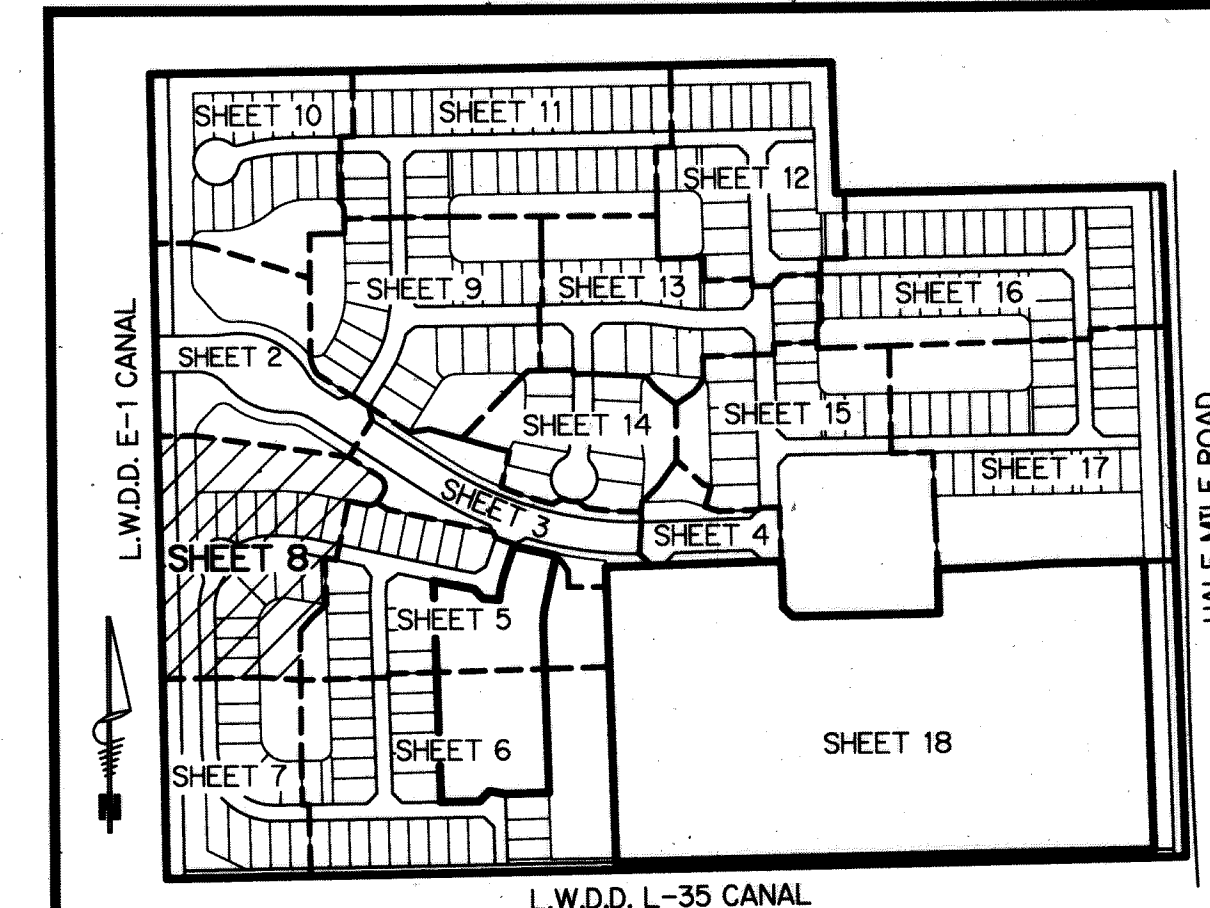 SHEET 10
SHEET 11
SHEET 12
SHEET 9
SHEET 13
SHEET 16
SHEET 2
L.W.D.D. E-1 CANAL
SHEET 14
SHEET 15
SHEET 17
SHEET 3
SHEET 4
SHEET 8
SHEET 5
SHEET 6
SHEET 18
SHEET 7
N
L.W.D.D. L-35 CANAL